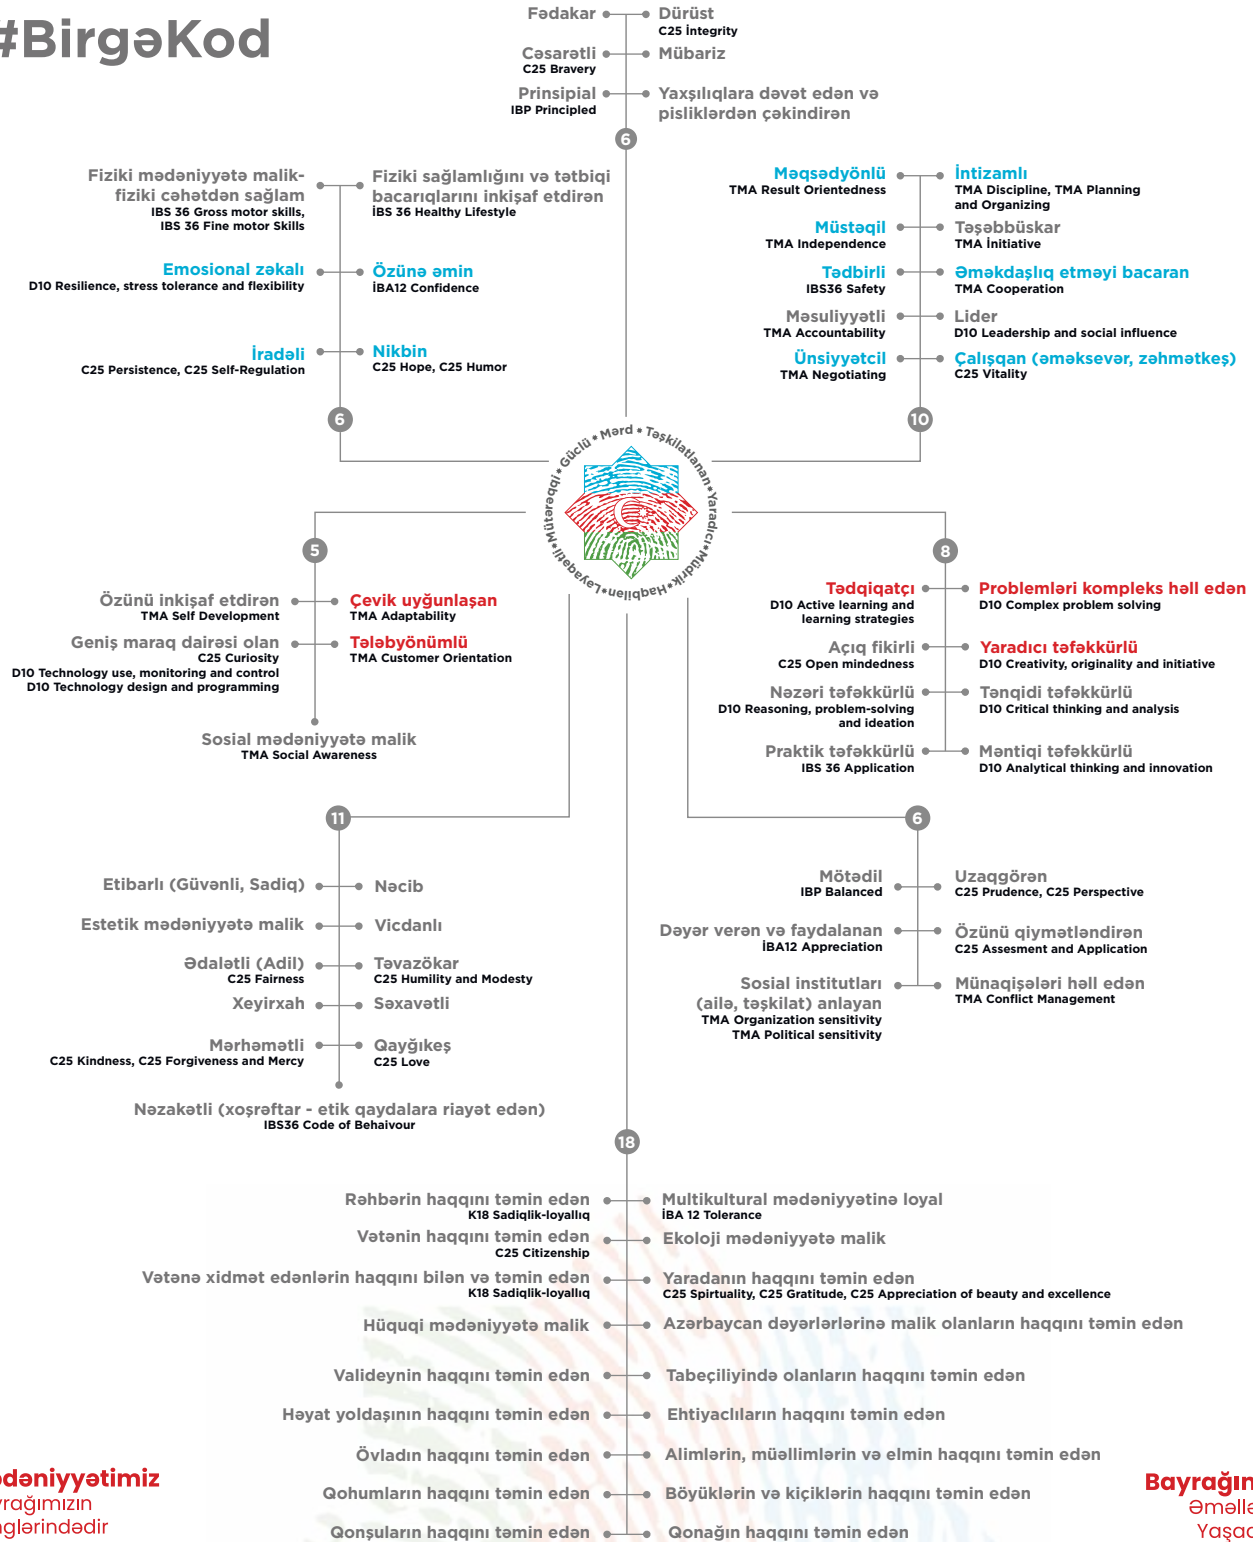 #BirgəKod
Fədakar
Dürüst
C25 İntegrity
Cəsarətli
C25 Bravery
Mübariz
Prinsipial
IBP Principled
Yaxşılıqlara dəvət edən və
pisliklərdən çəkindirən
6
Fiziki mədəniyyətə malik-
fiziki cəhətdən sağlam
IBS 36 Gross motor skills,
IBS 36 Fine motor Skills
Fiziki sağlamlığını və tətbiqi
bacarıqlarını inkişaf etdirən
İBS 36 Healthy Lifestyle
Emosional zəkalı
D10 Resilience, stress tolerance and flexibility
Özünə əmin
İBA12 Confidence
İradəli
C25 Persistence, C25 Self-Regulation
Nikbin
C25 Hope, C25 Humor
6
Məqsədyönlü
TMA Result Orientedness
İntizamlı
TMA Discipline, TMA Planning
and Organizing
Müstəqil
TMA Independence
Təşəbbüskar
TMA İnitiative
Tədbirli
IBS36 Safety
Əməkdaşlıq etməyi bacaran
TMA Cooperation
Məsuliyyətli
TMA Accountability
Lider
D10 Leadership and social influence
Ünsiyyətcil
TMA Negotiating
Çalışqan (əməksevər, zəhmətkeş)
C25 Vitality
10
Mütərəqqi * Güclü * Mərd * Təşkilatlanan * Yaradıcı * Müdrik * Haqbilən * Ləyaqətli *
5
Özünü inkişaf etdirən
TMA Self Development
Çevik uyğunlaşan
TMA Adaptability
Geniş maraq dairəsi olan
C25 Curiosity
D10 Technology use, monitoring and control
D10 Technology design and programming
Tələbyönümlü
TMA Customer Orientation
Sosial mədəniyyətə malik
TMA Social Awareness
8
Tədqiqatçı
D10 Active learning and
learning strategies
Problemləri kompleks həll edən
D10 Complex problem solving
Açıq fikirli
C25 Open mindedness
Yaradıcı təfəkkürlü
D10 Creativity, originality and initiative
Nəzəri təfəkkürlü
D10 Reasoning, problem-solving
and ideation
Tənqidi təfəkkürlü
D10 Critical thinking and analysis
Praktik təfəkkürlü
IBS 36 Application
Məntiqi təfəkkürlü
D10 Analytical thinking and innovation
11
Etibarlı (Güvənli, Sadiq)
Nəcib
Estetik mədəniyyətə malik
Vicdanlı
Ədalətli (Adil)
C25 Fairness
Təvazökar
C25 Humility and Modesty
Xeyirxah
Səxavətli
Mərhəmətli
C25 Kindness, C25 Forgiveness and Mercy
Qayğıkeş
C25 Love
Nəzakətli (xoşrəftar - etik qaydalara riayət edən)
IBS36 Code of Behaivour
6
Mötədil
IBP Balanced
Uzaqgörən
C25 Prudence, C25 Perspective
Dəyər verən və faydalanan
İBA12 Appreciation
Özünü qiymətləndirən
C25 Assesment and Application
Sosial institutları
(ailə, təşkilat) anlayan
TMA Organization sensitivity
TMA Political sensitivity
Münaqişələri həll edən
TMA Conflict Management
18
Rəhbərin haqqını təmin edən
K18 Sadiqlik-loyallıq
Multikultural mədəniyyətinə loyal
İBA 12 Tolerance
Vətənin haqqını təmin edən
C25 Citizenship
Ekoloji mədəniyyətə malik
Vətənə xidmət edənlərin haqqını bilən və təmin edən
K18 Sadiqlik-loyallıq
Yaradanın haqqını təmin edən
C25 Spirtuality, C25 Gratitude, C25 Appreciation of beauty and excellence
Hüquqi mədəniyyətə malik
Azərbaycan dəyərlərlərinə malik olanların haqqını təmin edən
Valideynin haqqını təmin edən
Tabeçiliyində olanların haqqını təmin edən
Həyat yoldaşının haqqını təmin edən
Ehtiyaclıların haqqını təmin edən
Övladın haqqını təmin edən
Alimlərin, müəllimlərin və elmin haqqını təmin edən
Qohumların haqqını təmin edən
Böyüklərin və kiçiklərin haqqını təmin edən
Qonşuların haqqını təmin edən
Qonağın haqqını təmin edən
dəniyyətimiz
rağımızın
glərindədir
Bayrağın
Əməllə
Yaşa